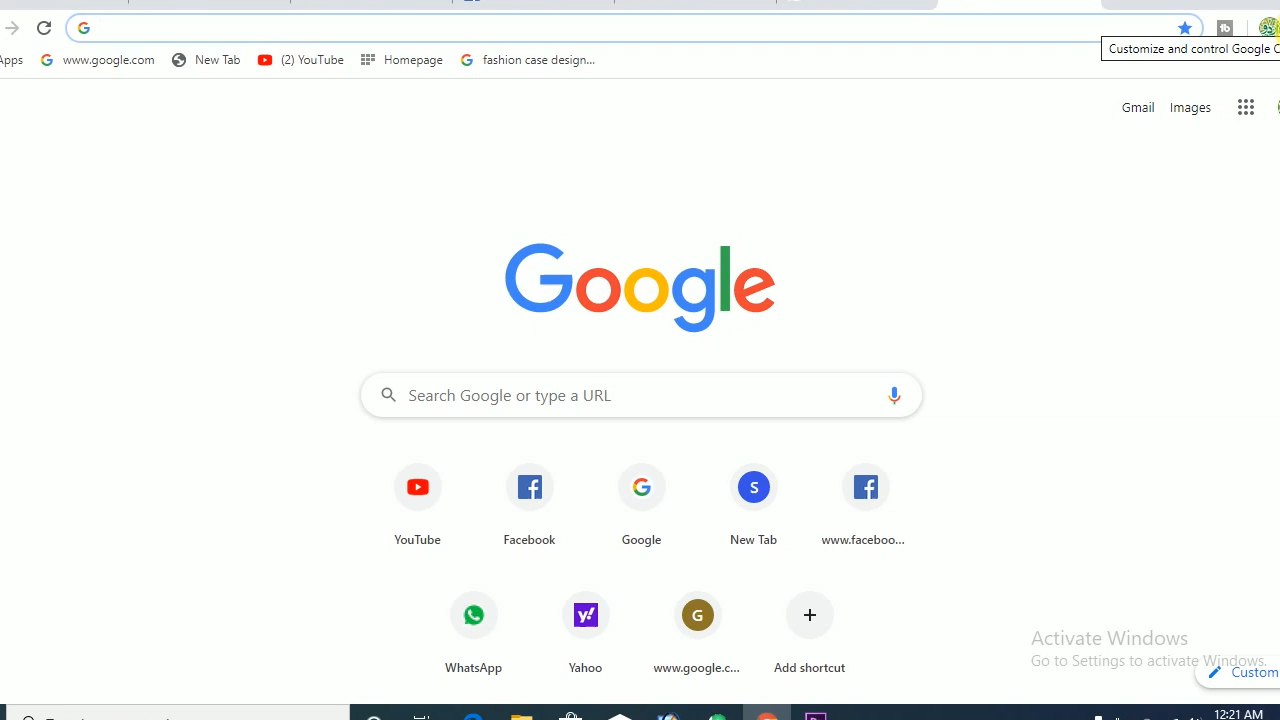 Customize and control Google C
Apps www.google.com New Tab (2) YouTube Homepage fashion case design...
Gmail Images
Google
Search Google or type a URL
YouTube Facebook Google New Tab www.faceboo...
S
WhatsApp Yahoo www.google.c... Add shortcut
y! G
Activate Windows
Go to Settings to activate Windows.
Custom
12:21 AM